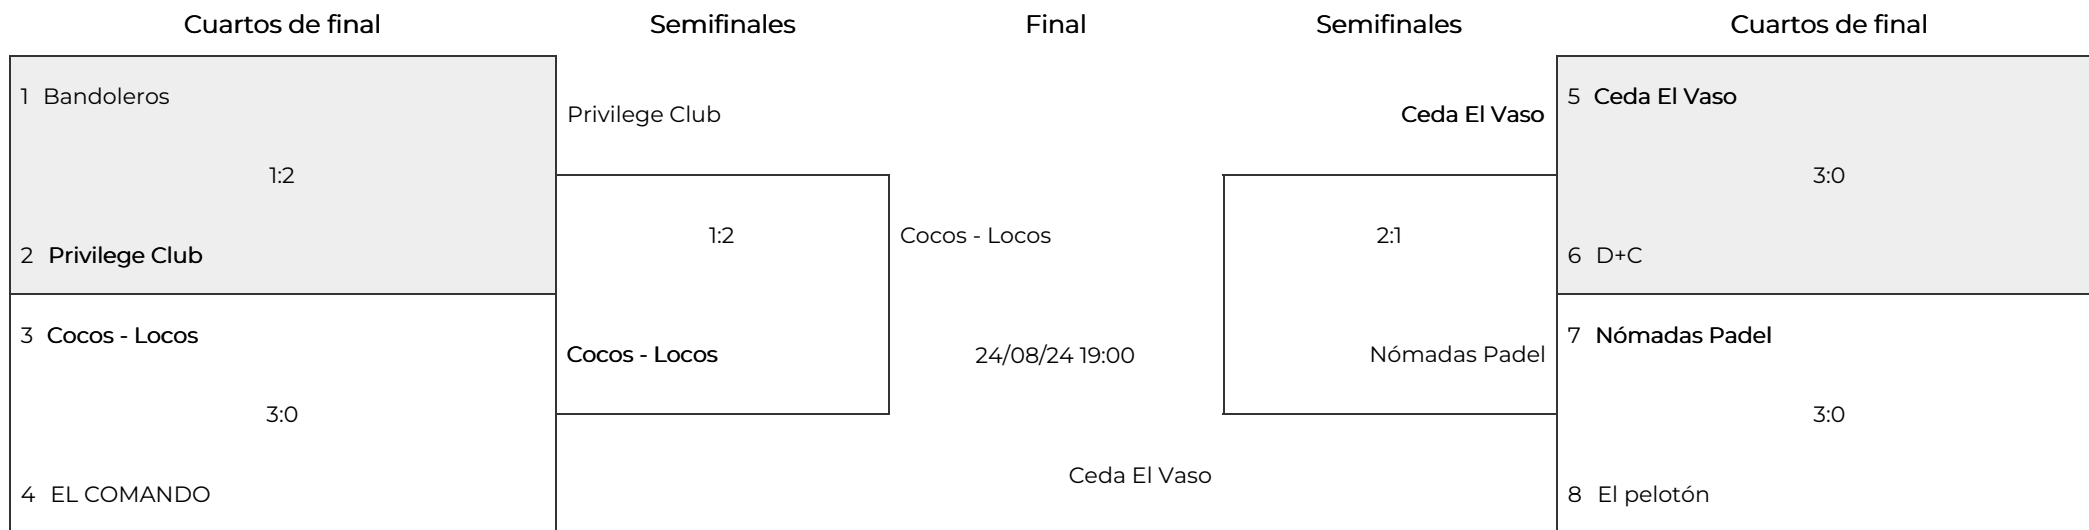 Cuartos de final
Semifinales
Final
Semifinales
Cuartos de final
1 Bandoleros
1:2
2 Privilege Club
3 Cocos - Locos
3:0
4 EL COMANDO
Privilege Club
1:2
Cocos - Locos
Cocos - Locos
24/08/24 19:00
Ceda El Vaso
Ceda El Vaso
2:1
Nómadas Padel
5 Ceda El Vaso
3:0
6 D+C
7 Nómadas Padel
3:0
8 El pelotón